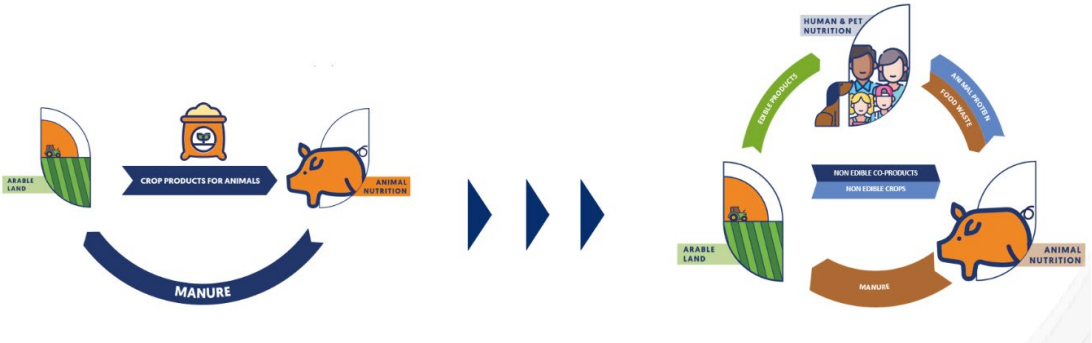 ARABLE
LAND
CROP PRODUCTS FOR ANIMALS
ANIMAL
NUTRITION
MANURE
HUMAN & PET
NUTRITION
EDIBLE PRODUCTS
ANIMAL PROTEIN
FOOD WASTE
NON EDIBLE CO-PRODUCTS
NON EDIBLE CROPS
ARABLE
LAND
ANIMAL
NUTRITION
MANURE